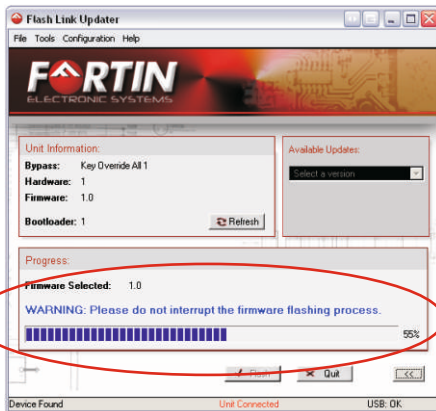 Flash Link Updater
File Tools Configuration Help
FORTIN
ELECTRONIC SYSTEMS
Unit Information:
Bypass: Key Override All 1
Hardware: 1
Firmware: 1.0
Bootloader: 1
Refresh
Available Updates:
Select a version
Progress:
Firmware Selected: 1.0
WARNING: Please do not interrupt the firmware flashing process.
55%
Flash
Quit
<<
Device Found
Unit Connected
USB: OK